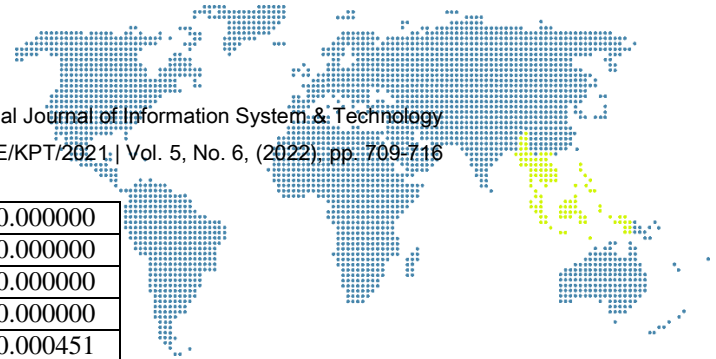 al Journal of Information System & Technology
E/KPT/2021 | Vol. 5, No. 6, (2022), pp. 709-716
0.000000
0.000000
0.000000
0.000000
0.000451